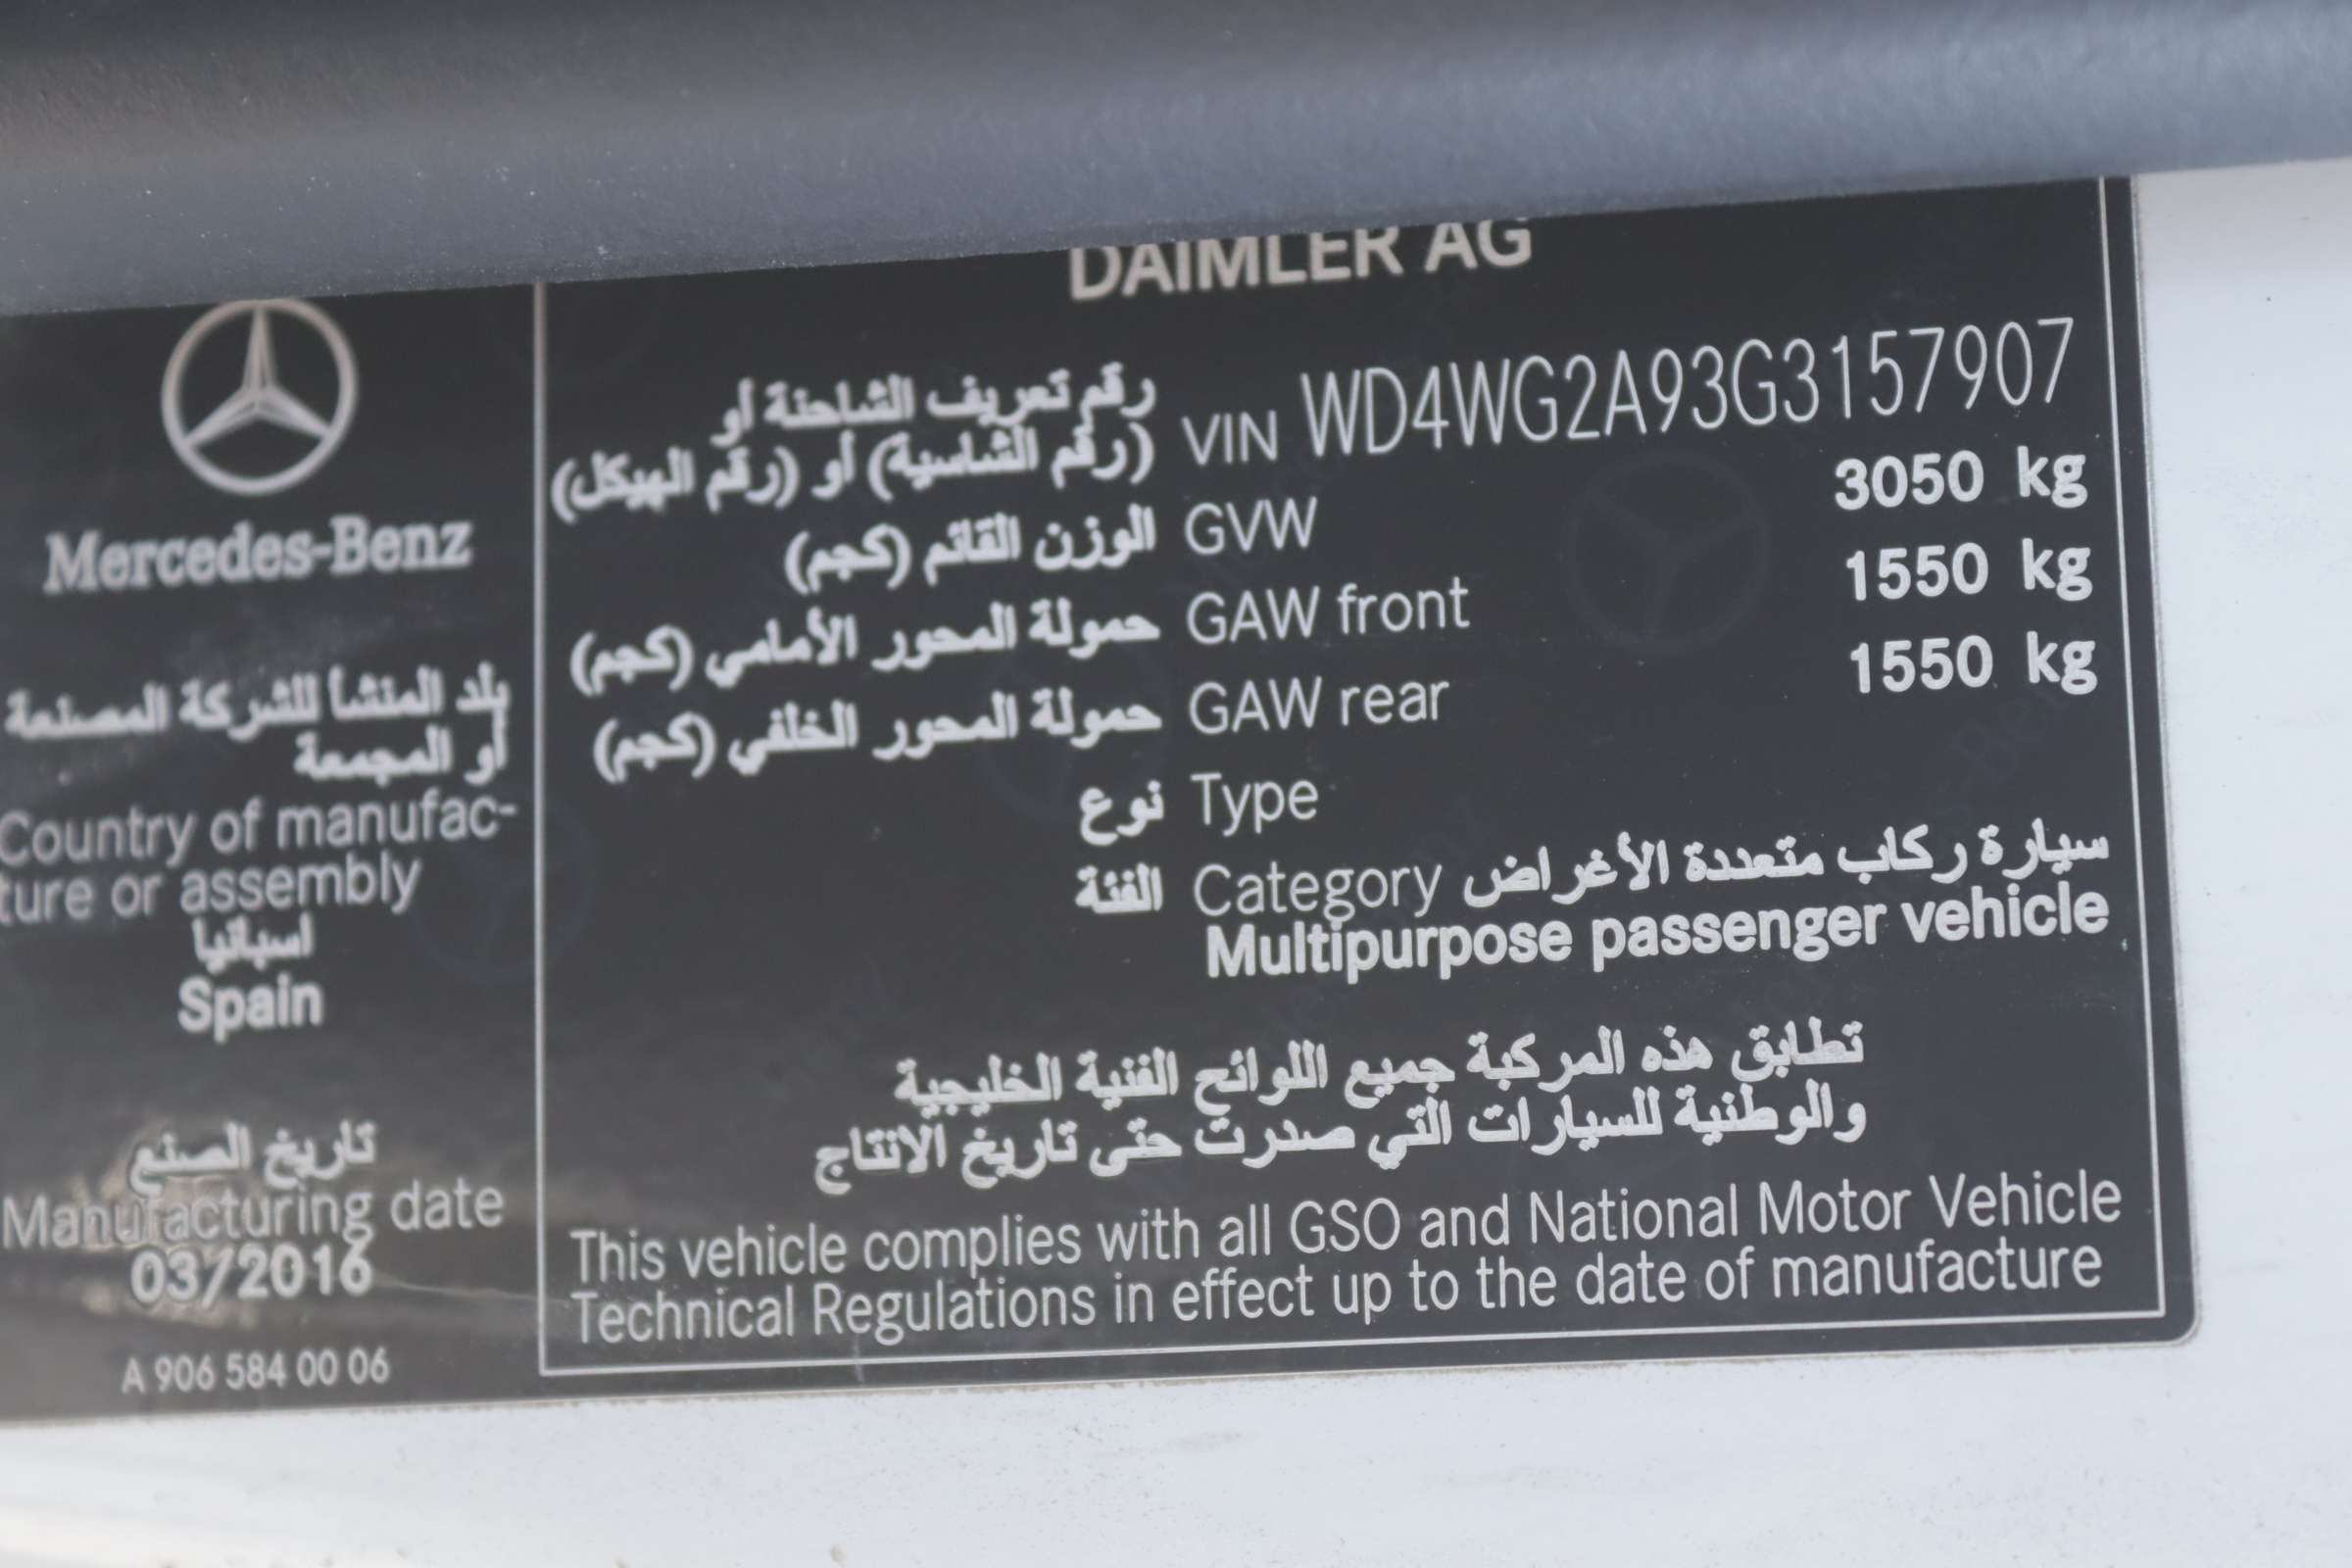 DAIMLER AG
Mercedes-Benz
بلد المنشأ للشركة المصنعة
أو المجمعة
Country of manufac-
ture or assembly
اسبانيا
Spain
تاريخ الصنع
Manufacturing date
03/2016
A 906 584 00 06
رقم تعريف الشاحنة أو
(رقم الشاسية) أو (رقم الهيكل) VIN WD4WG2A93G3157907
الوزن القائم (كجم) GVW 3050 kg
حمولة المحور الأمامي (كجم) GAW front 1550 kg
حمولة المحور الخلفي (كجم) GAW rear 1550 kg
نوع Type
الفئة Category سيارة ركاب متعددة الأغراض
Multipurpose passenger vehicle
تطابق هذه المركبة جميع اللوائح الفنية الخليجية
والوطنية للسيارات التي صدرت حتى تاريخ الانتاج
This vehicle complies with all GSO and National Motor Vehicle
Technical Regulations in effect up to the date of manufacture